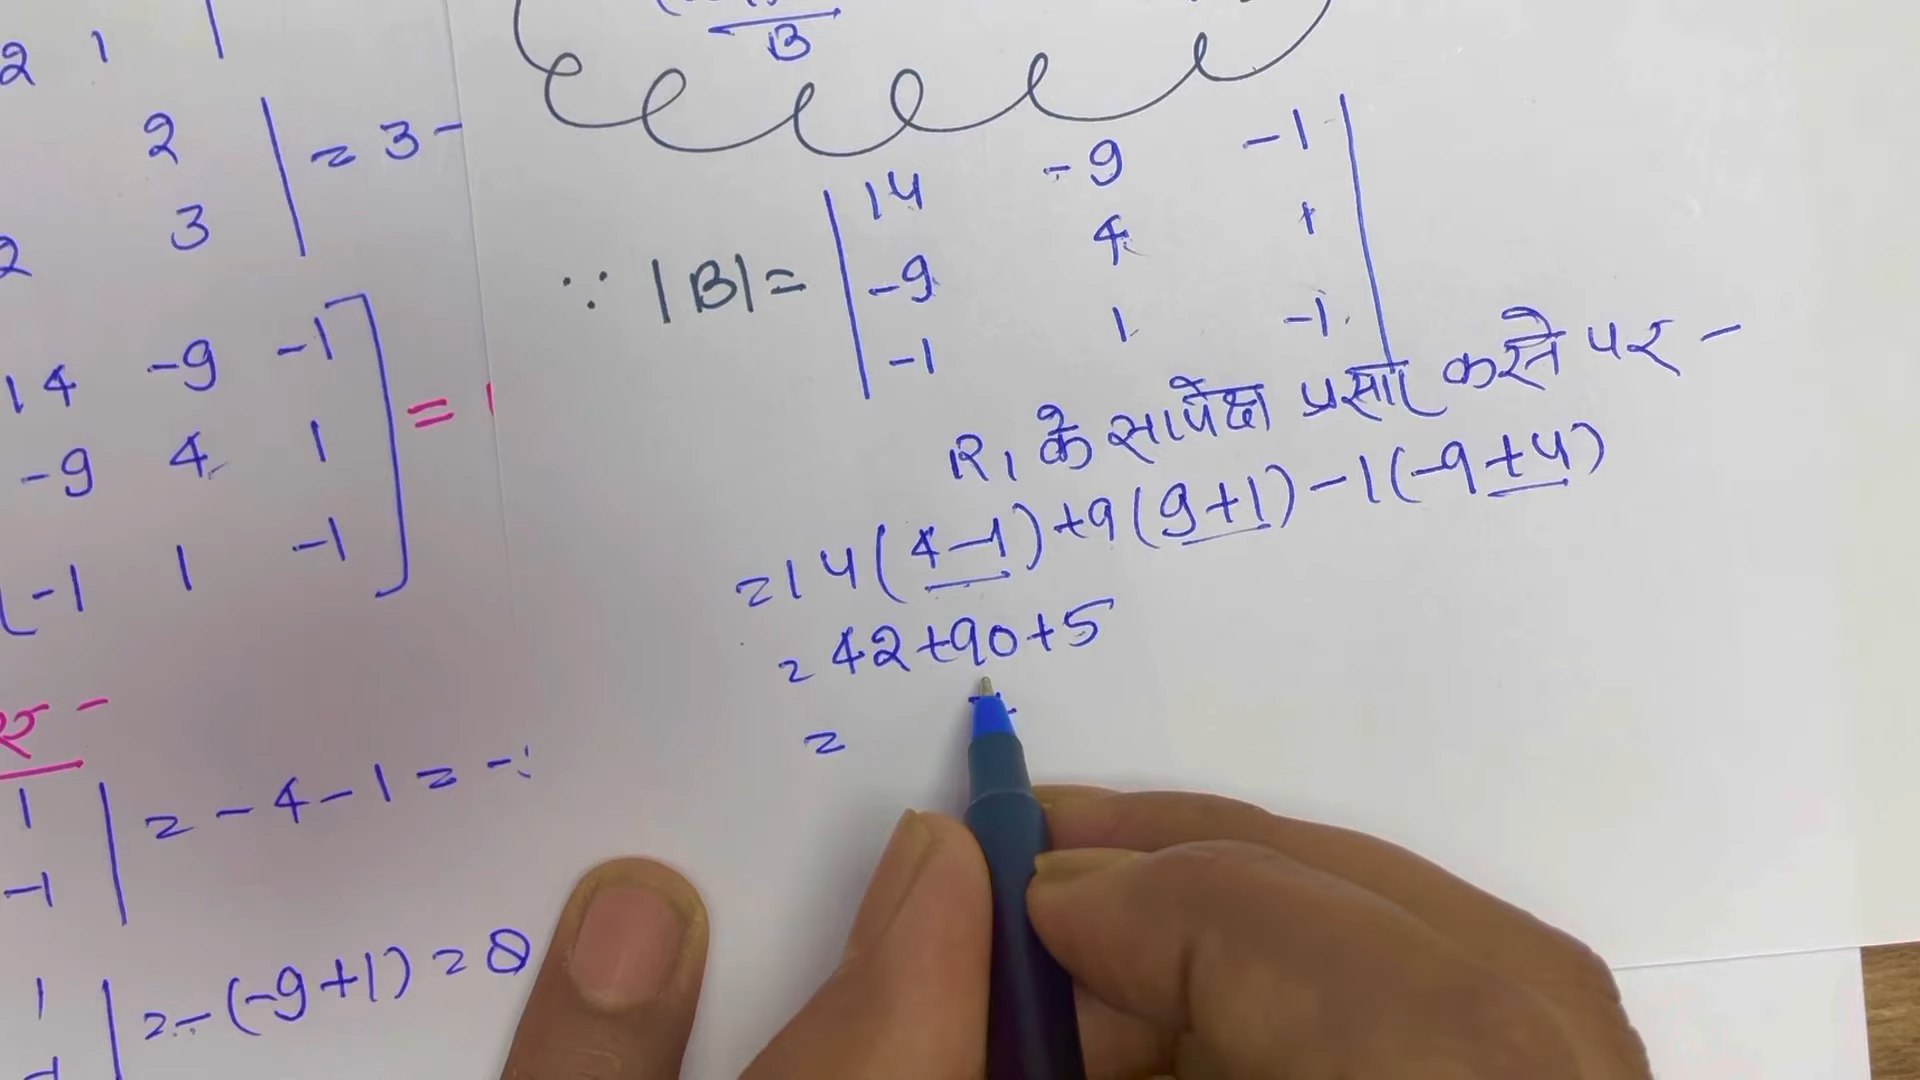 2 1 |
2 | = 3 -
2 3 |
14 -9 -1 ] =
-9 4 1
-1 1 -1
1 | = -4-1 = -
-1 |
1 | = -(-9+1) = 8
B
∵ |B| = | 14 -9 -1 |
-9 4 1
-1 1 -1
R1 के सापेक्ष प्रसार करने पर -
= 14(4-1)+9(9+1)-1(-9+4)
= 42+90+5
=